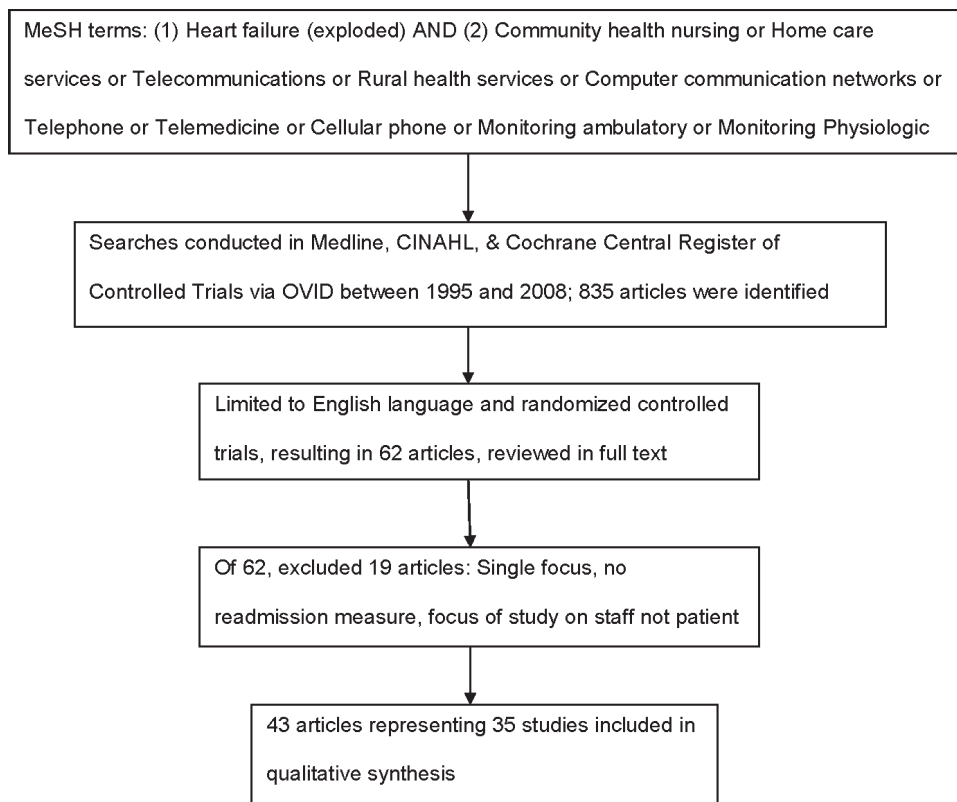 MeSH terms: (1) Heart failure (exploded) AND (2) Community health nursing or Home care
services or Telecommunications or Rural health services or Computer communication networks or
Telephone or Telemedicine or Cellular phone or Monitoring ambulatory or Monitoring Physiologic
Searches conducted in Medline, CINAHL, & Cochrane Central Register of
Controlled Trials via OVID between 1995 and 2008; 835 articles were identified
Limited to English language and randomized controlled
trials, resulting in 62 articles, reviewed in full text
Of 62, excluded 19 articles: Single focus, no
readmission measure, focus of study on staff not patient
43 articles representing 35 studies included in
qualitative synthesis